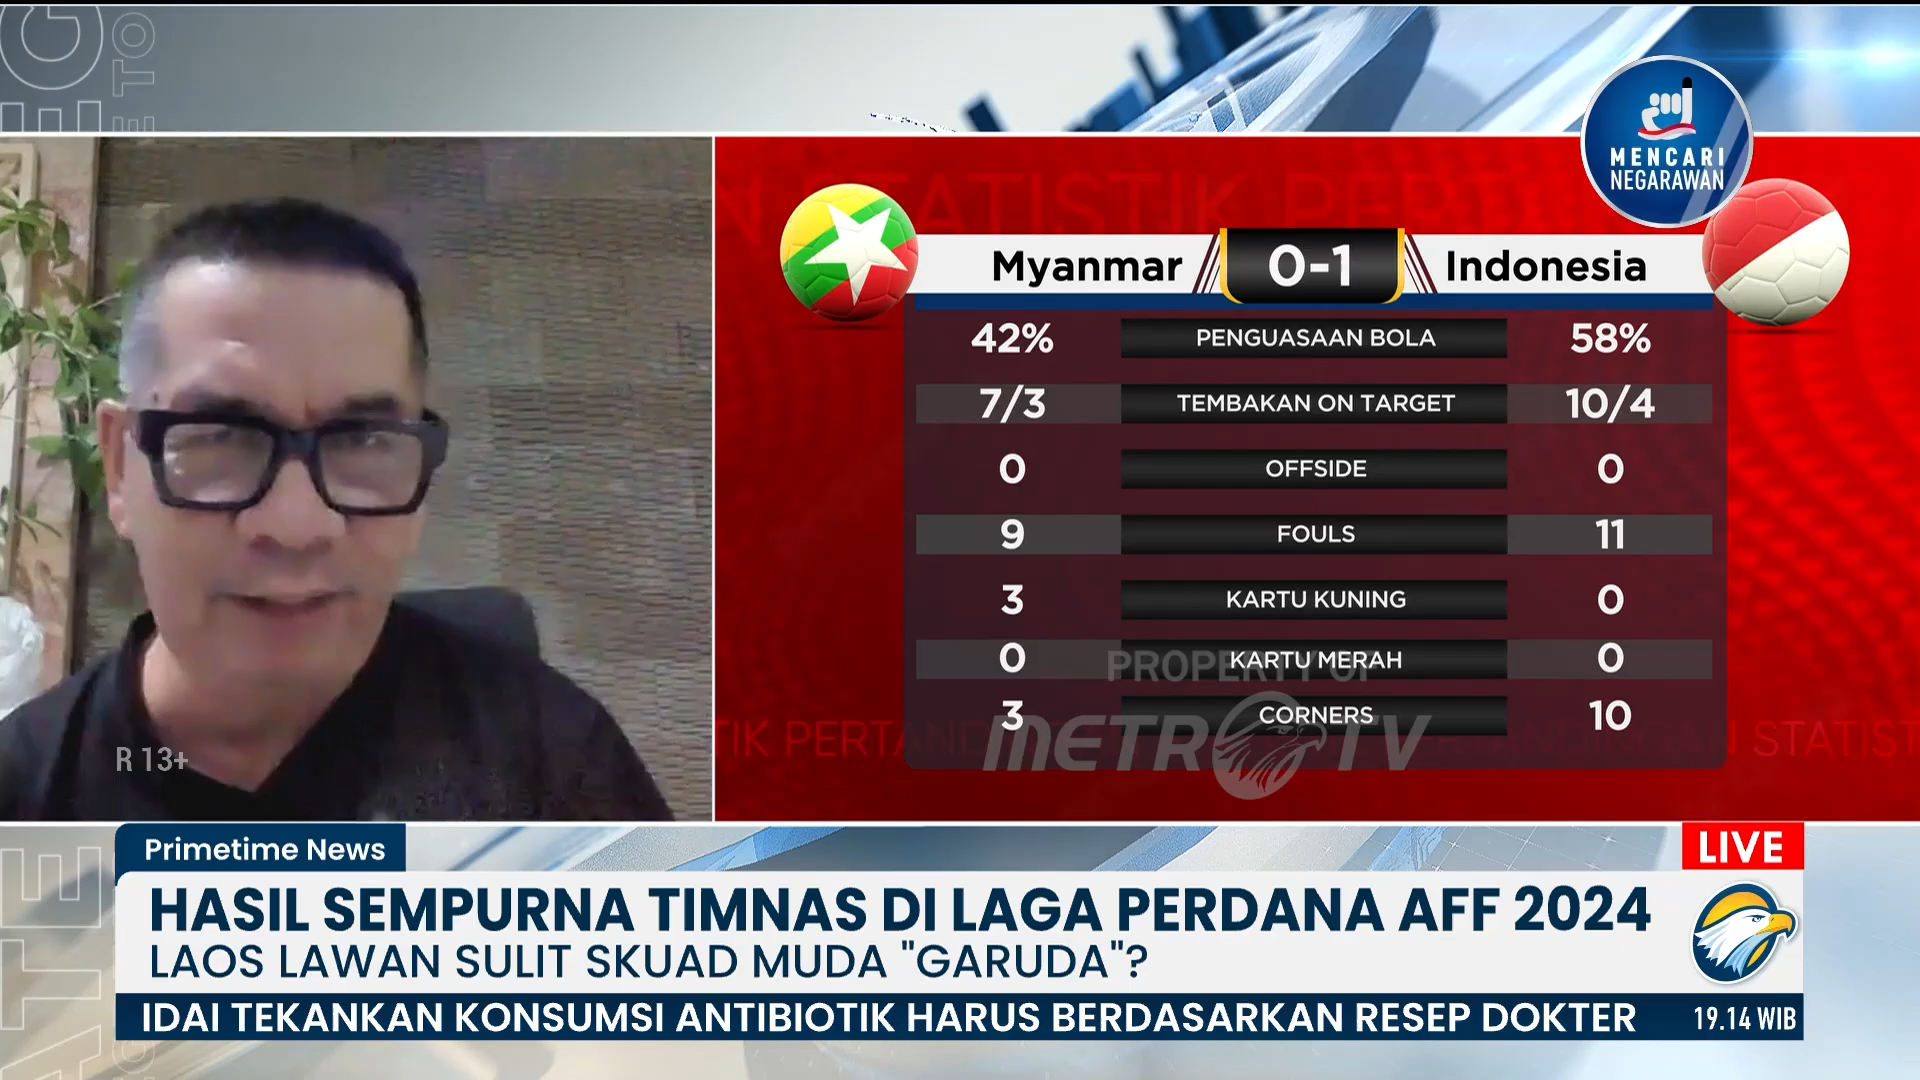 MENCARI
NEGARAWAN
Myanmar 0-1 Indonesia
42% PENGUASAAN BOLA 58%
7/3 TEMBAKAN ON TARGET 10/4
0 OFFSIDE 0
9 FOULS 11
3 KARTU KUNING 0
0 KARTU MERAH 0
3 CORNERS 10
PROPERTY OF
METRO TV
R 13+
Primetime News
LIVE
HASIL SEMPURNA TIMNAS DI LAGA PERDANA AFF 2024
LAOS LAWAN SULIT SKUAD MUDA "GARUDA"?
IDAI TEKANKAN KONSUMSI ANTIBIOTIK HARUS BERDASARKAN RESEP DOKTER
19.14 WIB